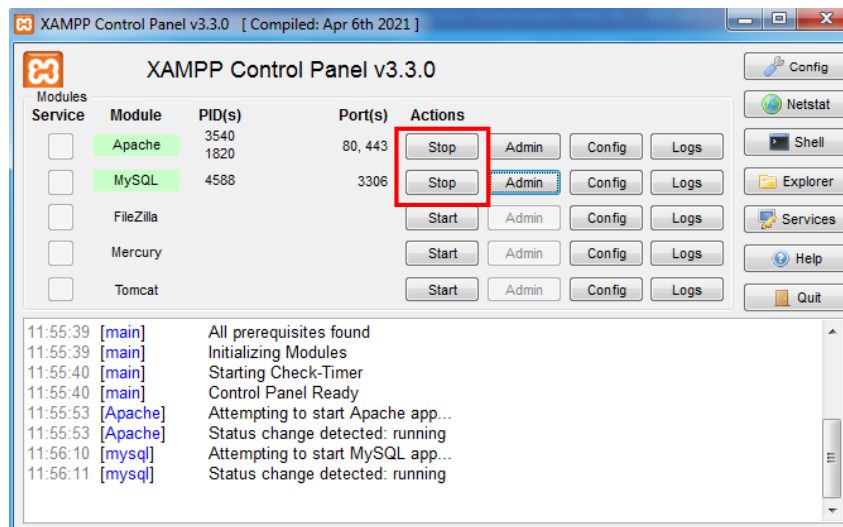 XAMPP Control Panel v3.3.0 [ Compiled: Apr 6th 2021 ]
XAMPP Control Panel v3.3.0
Config
Modules
Service Module PID(s) Port(s) Actions
Netstat
Apache 3540 1820 80, 443 Stop Admin Config Logs
Shell
MySQL 4588 3306 Stop Admin Config Logs
Explorer
FileZilla Start Admin Config Logs
Services
Mercury Start Admin Config Logs
Help
Tomcat Start Admin Config Logs
Quit
11:55:39 [main] All prerequisites found
11:55:39 [main] Initializing Modules
11:55:40 [main] Starting Check-Timer
11:55:40 [main] Control Panel Ready
11:55:53 [Apache] Attempting to start Apache app...
11:55:53 [Apache] Status change detected: running
11:56:10 [mysql] Attempting to start MySQL app...
11:56:11 [mysql] Status change detected: running